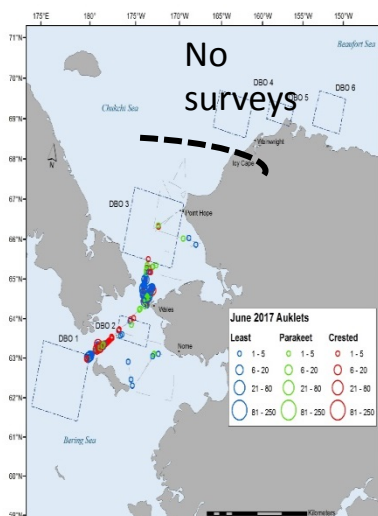 175°E 180° 175°W 170°W 165°W 160°W 155°W 150°W
71°N
70°N
69°N
68°N
67°N
66°N
65°N
64°N
63°N
62°N
61°N
60°N
59°N
No
surveys
Beaufort Sea
Chukchi Sea
DBO 4
DBO 5
DBO 6
Wainwright
Icy Cape
N
DBO 3
Point Hope
DBO 2
Wales
DBO 1
Nome
Bering Sea
June 2017 Auklets
Least Parakeet Crested
1 - 5 1 - 5 1 - 5
6 - 20 6 - 20 6 - 20
21 - 80 21 - 80 21 - 80
81 - 250 81 - 250 81 - 250
Kilometers